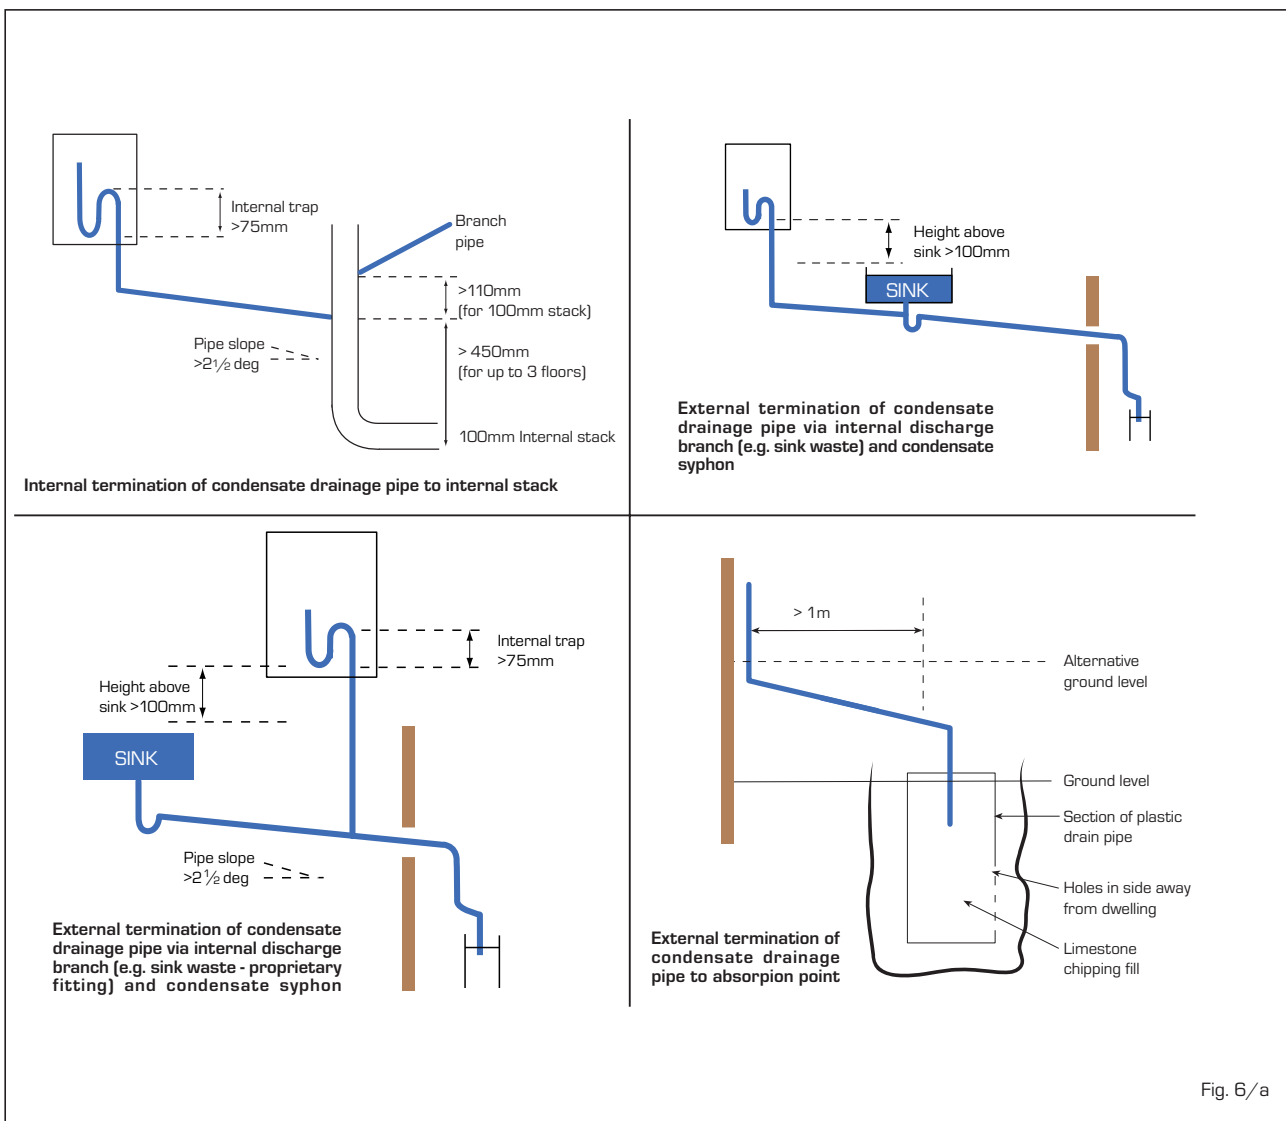 Internal trap
>75mm
Branch
pipe
>110mm
(for 100mm stack)
Pipe slope
>2½ deg
> 450mm
(for up to 3 floors)
100mm Internal stack
Internal termination of condensate drainage pipe to internal stack
Height above
sink >100mm
SINK
External termination of condensate
drainage pipe via internal discharge
branch (e.g. sink waste) and condensate
syphon
Internal trap
>75mm
Height above
sink >100mm
SINK
Pipe slope
>2½ deg
External termination of condensate
drainage pipe via internal discharge
branch (e.g. sink waste - proprietary
fitting) and condensate syphon
> 1m
Alternative
ground level
Ground level
Section of plastic
drain pipe
Holes in side away
from dwelling
Limestone
chipping fill
External termination of
condensate drainage
pipe to absorpion point
Fig. 6/a